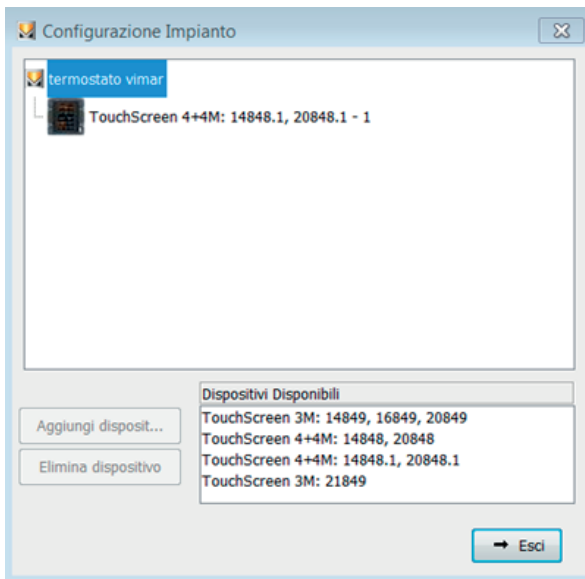 Configurazione Impianto
termostato vimar
TouchScreen 4+4M: 14848.1, 20848.1 - 1
Dispositivi Disponibili
Aggiungi disposit...
Elimina dispositivo
TouchScreen 3M: 14849, 16849, 20849
TouchScreen 4+4M: 14848, 20848
TouchScreen 4+4M: 14848.1, 20848.1
TouchScreen 3M: 21849
Esci